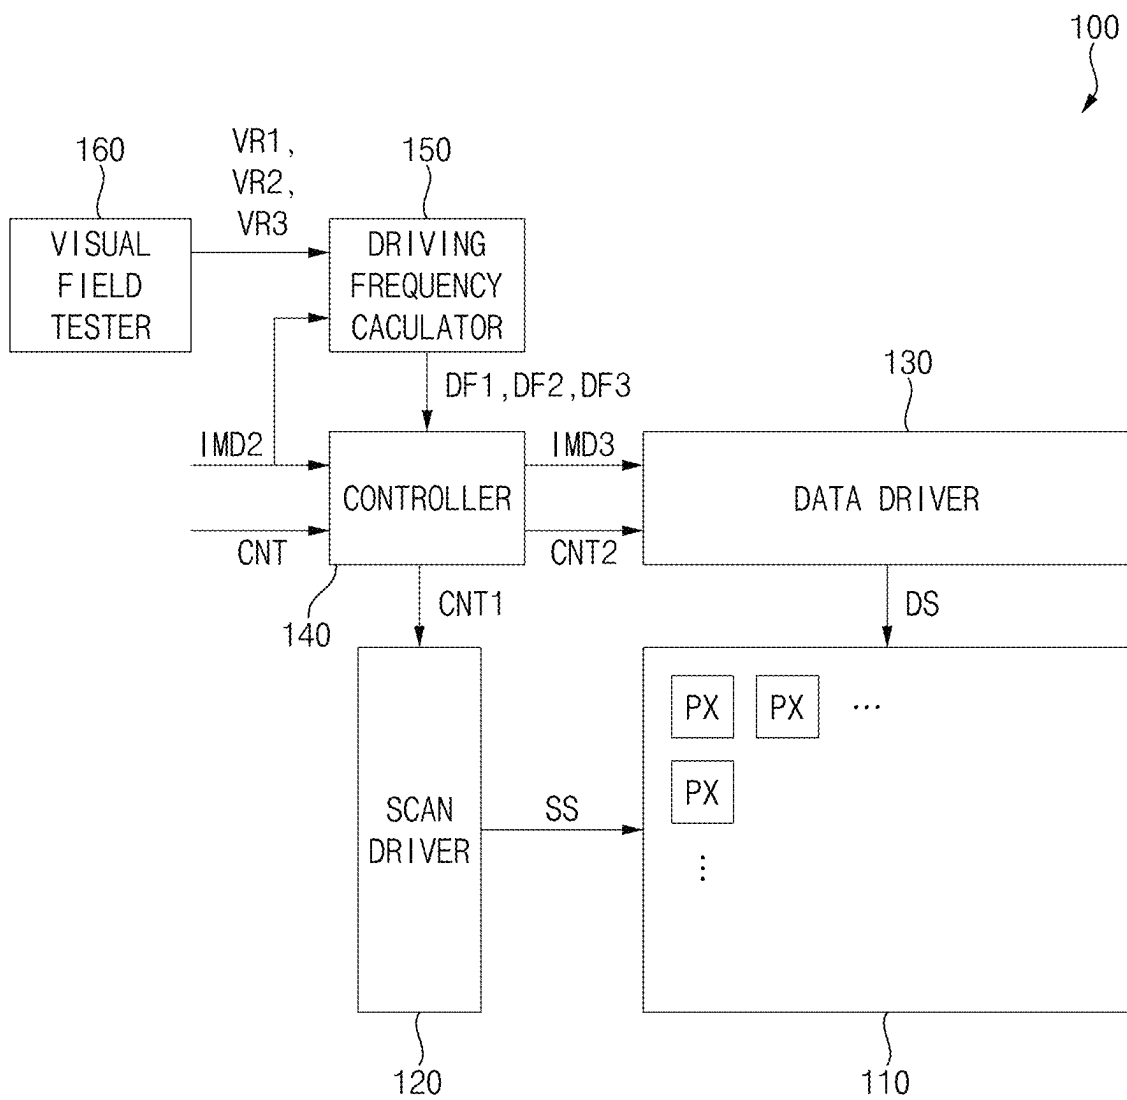 100
160
VR1,
VR2,
VR3
150
VISUAL
FIELD
TESTER
DRIVING
FREQUENCY
CACULATOR
DF1,DF2,DF3
130
IMD2
CONTROLLER
IMD3
DATA DRIVER
CNT
CNT2
140
CNT1
DS
PX PX ...
PX
⋮
SCAN
DRIVER
SS
120
110